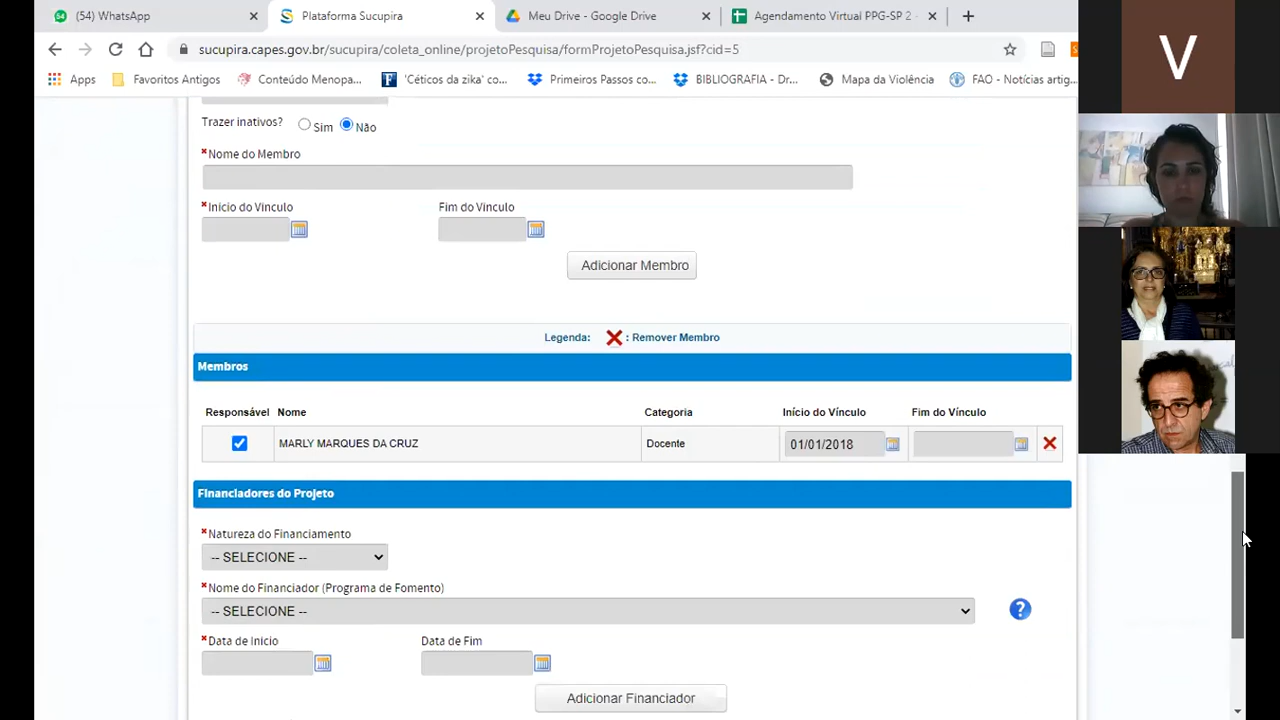 (54) WhatsApp
Plataforma Sucupira
Meu Drive - Google Drive
Agendamento Virtual PPG-SP 2 -
sucupira.capes.gov.br/sucupira/coleta_online/projetoPesquisa/formProjetoPesquisa.jsf?cid=5
Apps
Favoritos Antigos
Conteúdo Menopa...
'Céticos da zika' co...
Primeiros Passos co...
BIBLIOGRAFIA - Dr...
Mapa da Violência
FAO - Notícias artig...
V
Trazer inativos? Sim Não
*Nome do Membro
*Início do Vínculo Fim do Vínculo
Adicionar Membro
Legenda: : Remover Membro
Membros
Responsável Nome Categoria Início do Vínculo Fim do Vínculo
MARLY MARQUES DA CRUZ Docente 01/01/2018
Financiadores do Projeto
*Natureza do Financiamento
-- SELECIONE --
*Nome do Financiador (Programa de Fomento)
-- SELECIONE --
?
*Data de Início Data de Fim
Adicionar Financiador